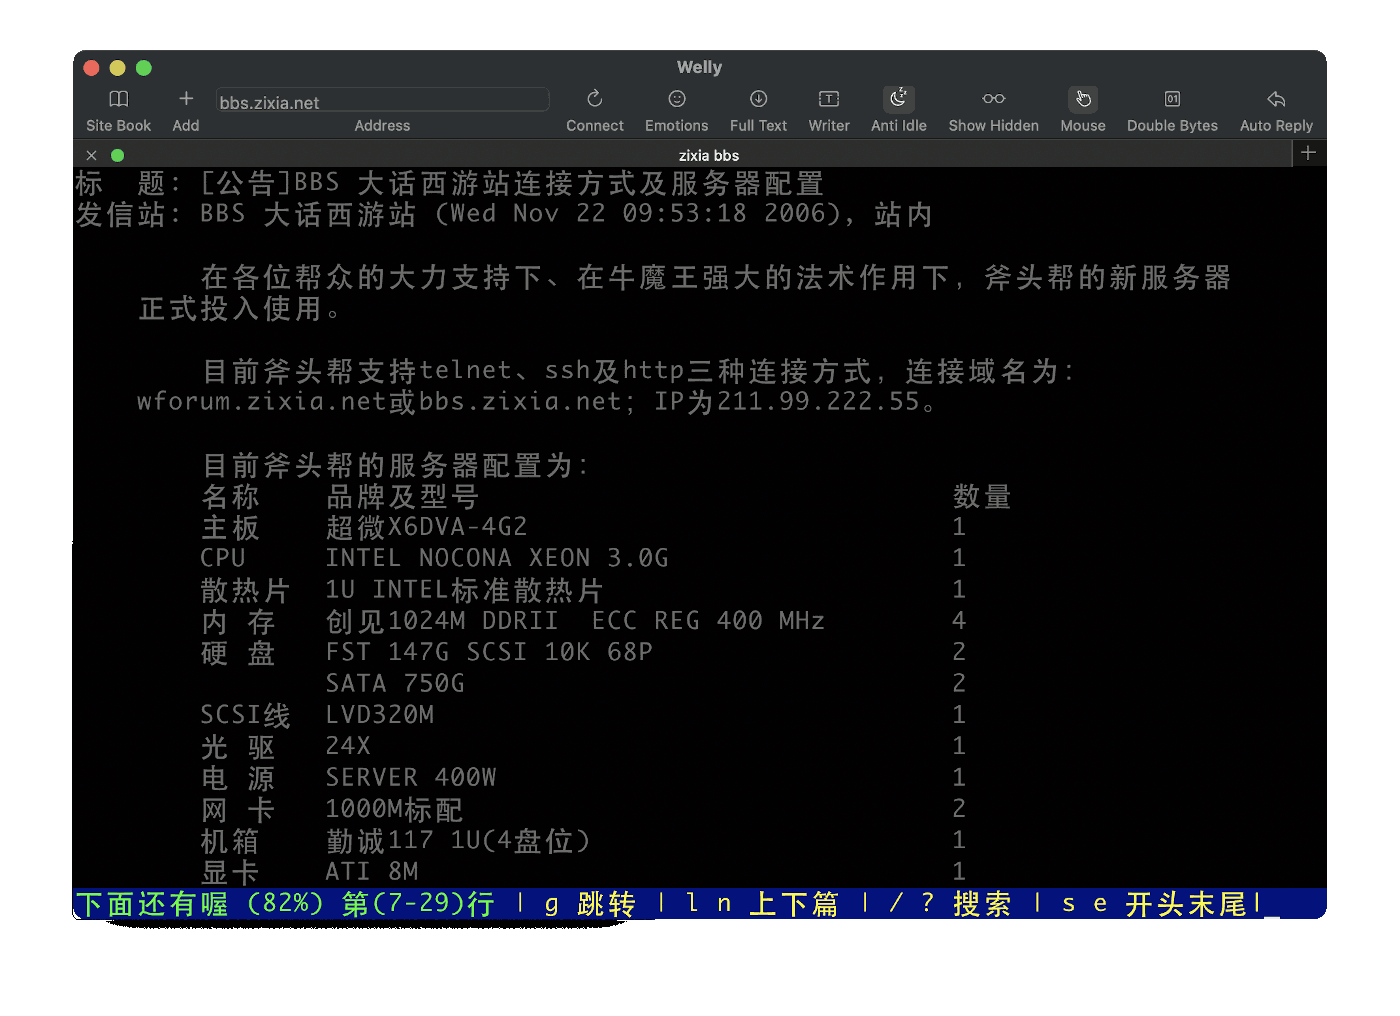 Welly
bbs.zixia.net
Site Book Add Address Connect Emotions Full Text Writer Anti Idle Show Hidden Mouse Double Bytes Auto Reply
zixia bbs
标  题: [公告]BBS 大话西游站连接方式及服务器配置
发信站: BBS 大话西游站 (Wed Nov 22 09:53:18 2006), 站内
在各位帮众的大力支持下、在牛魔王强大的法术作用下, 斧头帮的新服务器
正式投入使用。
目前斧头帮支持telnet、ssh及http三种连接方式, 连接域名为:
wforum.zixia.net或bbs.zixia.net; IP为211.99.222.55。
目前斧头帮的服务器配置为:
名称 品牌及型号 数量
主板 超微X6DVA-4G2 1
CPU INTEL NOCONA XEON 3.0G 1
散热片 1U INTEL标准散热片 1
内 存 创见1024M DDRII  ECC REG 400 MHz 4
硬 盘 FST 147G SCSI 10K 68P 2
SATA 750G 2
SCSI线 LVD320M 1
光 驱 24X 1
电 源 SERVER 400W 1
网 卡 1000M标配 2
机箱 勤诚117 1U(4盘位) 1
显卡 ATI 8M 1
下面还有喔 (82%) 第(7-29)行 | g 跳转 | l n 上下篇 | / ? 搜索 | s e 开头末尾|